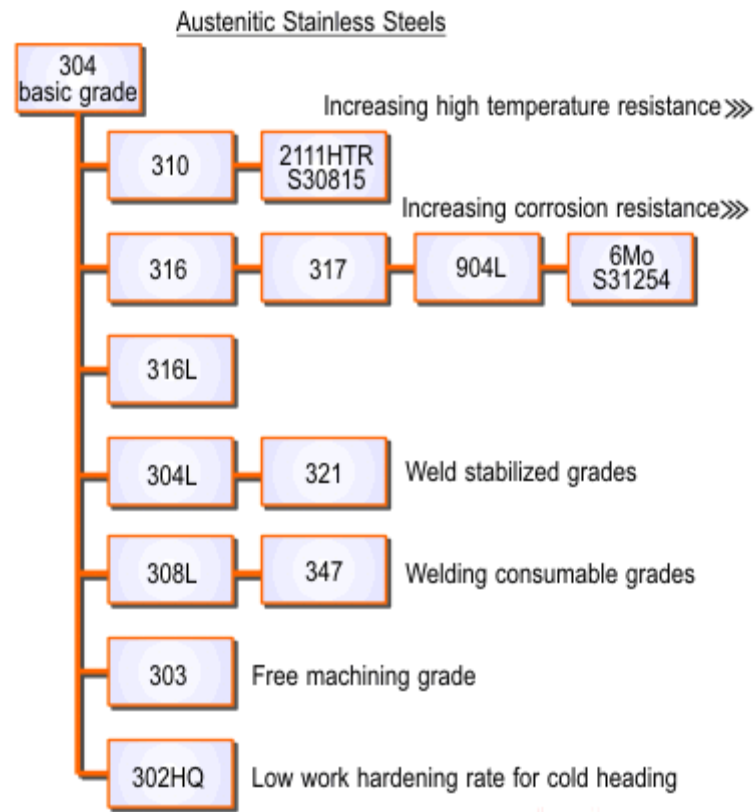 Austenitic Stainless Steels
304
basic grade
Increasing high temperature resistance >>>
310
2111HTR
S30815
Increasing corrosion resistance >>>
316
317
904L
6Mo
S31254
316L
304L
321
Weld stabilized grades
308L
347
Welding consumable grades
303
Free machining grade
302HQ
Low work hardening rate for cold heading